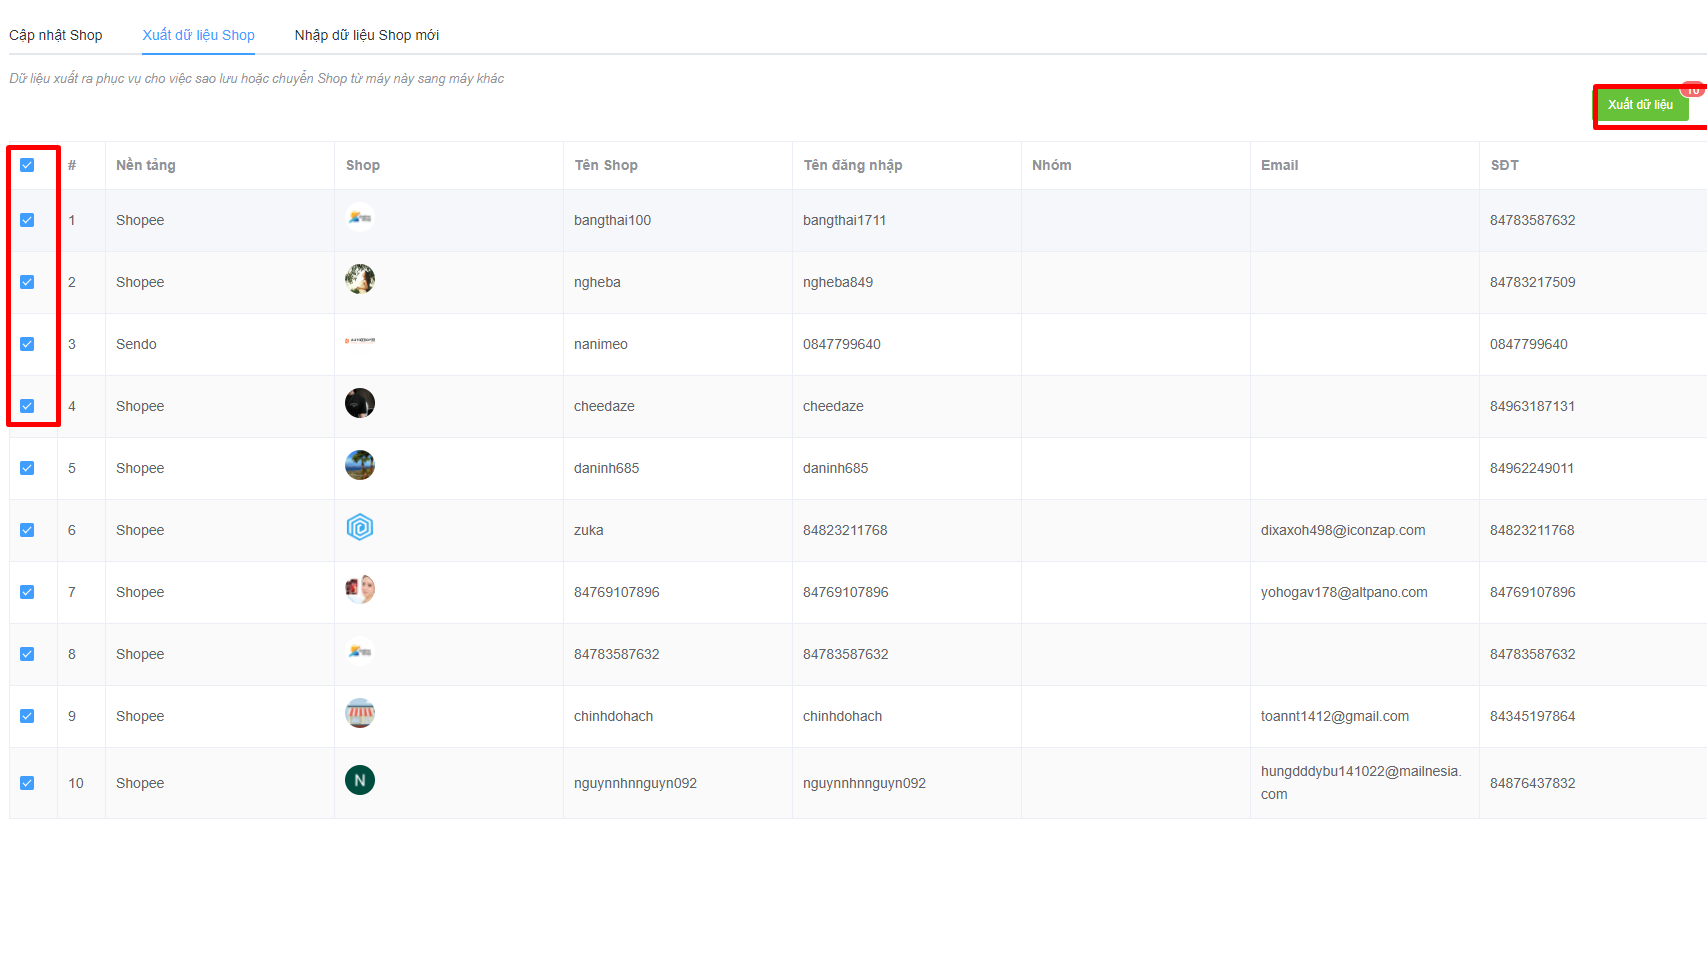 Cập nhật Shop Xuất dữ liệu Shop Nhập dữ liệu Shop mới
Dữ liệu xuất ra phục vụ cho việc sao lưu hoặc chuyển Shop từ máy này sang máy khác
10
Xuất dữ liệu
# Nền tảng Shop Tên Shop Tên đăng nhập Nhóm Email SĐT
1 Shopee bangthai100 bangthai1711 84783587632
2 Shopee ngheba ngheba849 84783217509
3 Sendo nanimeo 0847799640 0847799640
4 Shopee cheedaze cheedaze 84963187131
5 Shopee daninh685 daninh685 84962249011
6 Shopee zuka 84823211768 dixaxoh498@iconzap.com 84823211768
7 Shopee 84769107896 84769107896 yohogav178@altpano.com 84769107896
8 Shopee 84783587632 84783587632 84783587632
9 Shopee chinhdohach chinhdohach toannt1412@gmail.com 84345197864
10 Shopee N nguynnhnnguyn092 nguynnhnnguyn092 hungdddybu141022@mailnesia.
com 84876437832